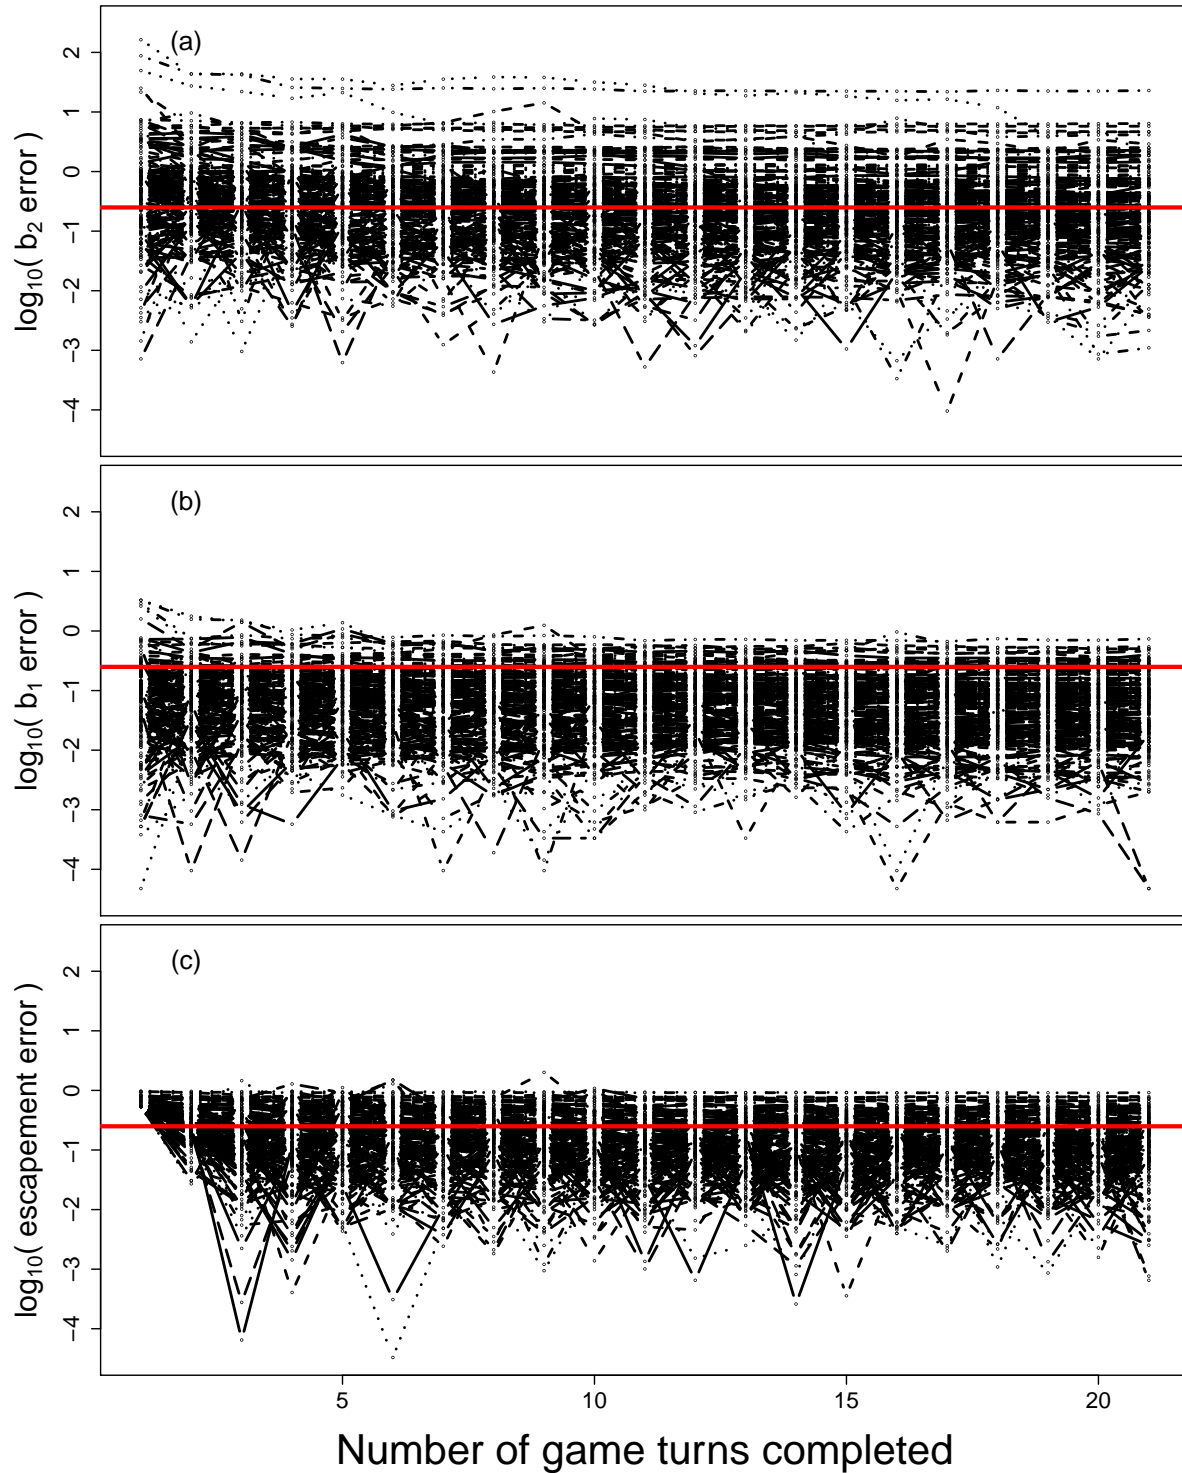 (a)
log₁₀( b₂ error )
2
1
0
−1
−2
−3
−4
(b)
log₁₀( b₁ error )
2
1
0
−1
−2
−3
−4
(c)
log₁₀( escapement error )
2
1
0
−1
−2
−3
−4
5 10 15 20
Number of game turns completed